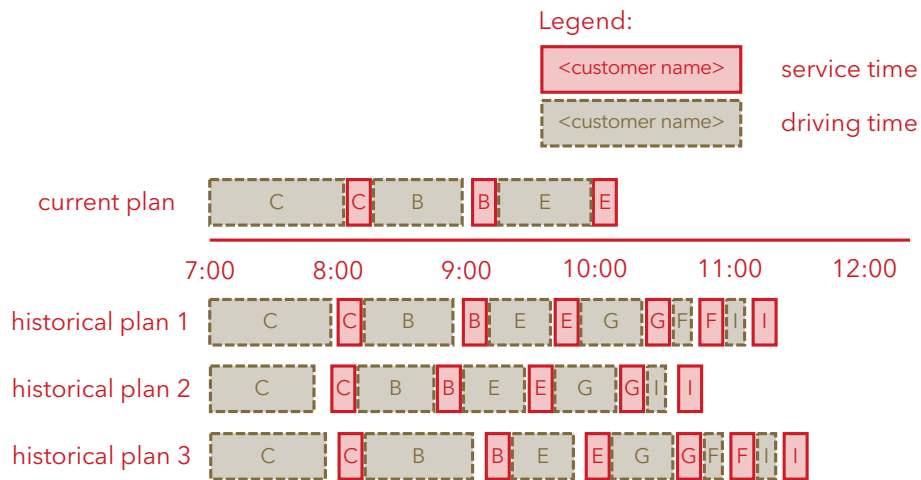 Legend:
<customer name> service time
<customer name> driving time
current plan C C B B E E
7:00 8:00 9:00 10:00 11:00 12:00
historical plan 1 C C B B E E G G F F I I
historical plan 2 C C B B E E G G I I
historical plan 3 C C B B E E G G F F I I